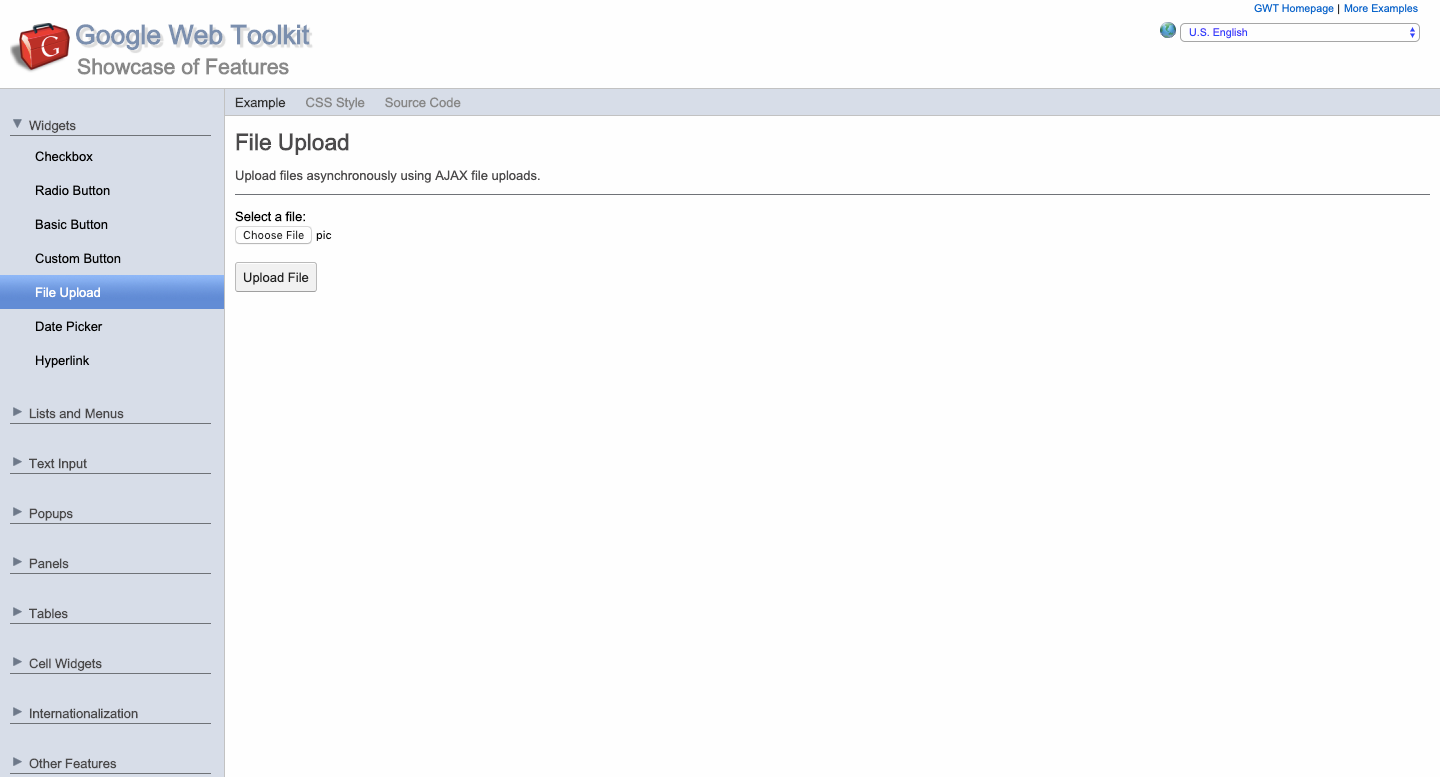 GWT Homepage | More Examples
Google Web Toolkit
Showcase of Features
U.S. English
Widgets
Checkbox
Radio Button
Basic Button
Custom Button
File Upload
Date Picker
Hyperlink
Lists and Menus
Text Input
Popups
Panels
Tables
Cell Widgets
Internationalization
Other Features
Example CSS Style Source Code
File Upload
Upload files asynchronously using AJAX file uploads.
Select a file:
Choose File pic
Upload File